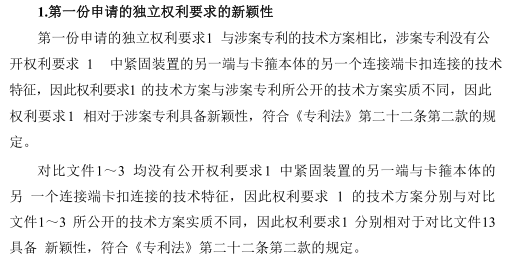 1.第一份申请的独立权利要求的新颖性
第一份申请的独立权利要求1 与涉案专利的技术方案相比，涉案专利没有公
开权利要求 1 中紧固装置的另一端与卡箍本体的另一个连接端卡扣连接的技术
特征，因此权利要求1 的技术方案与涉案专利所公开的技术方案实质不同，因此
权利要求1 相对于涉案专利具备新颖性，符合《专利法》第二十二条第二款的规
定。
对比文件1～3 均没有公开权利要求1 中紧固装置的另一端与卡箍本体的
另 一个连接端卡扣连接的技术特征，因此权利要求 1 的技术方案分别与对比
文件1～3 所公开的技术方案实质不同，因此权利要求1 分别相对于对比文件13
具备 新颖性，符合《专利法》第二十二条第二款的规定。